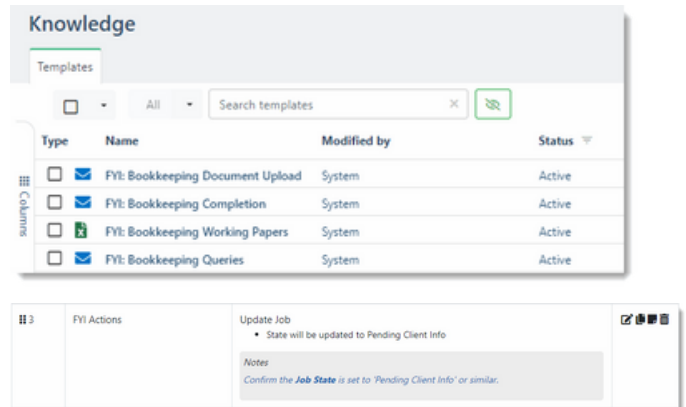 Knowledge
Templates
All Search templates
Type Name Modified by Status
FYI: Bookkeeping Document Upload System Active
FYI: Bookkeeping Completion System Active
FYI: Bookkeeping Working Papers System Active
FYI: Bookkeeping Queries System Active
Columns
3 FYI Actions Update Job
• State will be updated to Pending Client Info
Notes
Confirm the Job State is set to 'Pending Client Info' or similar.